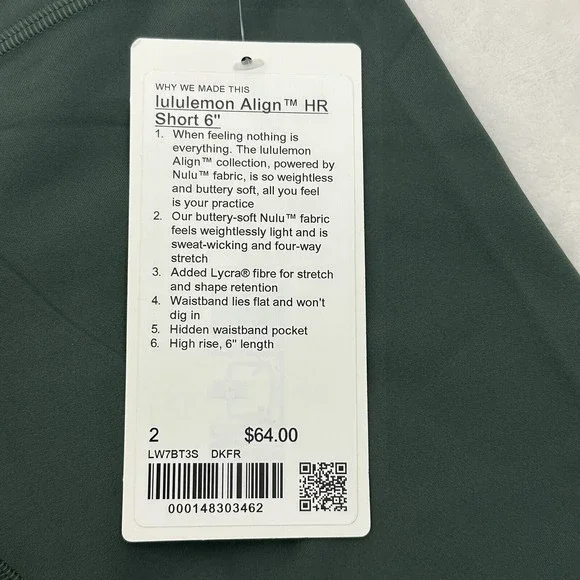 WHY WE MADE THIS
lululemon Align™ HR
Short 6"
1. When feeling nothing is
everything. The lululemon
Align™ collection, powered by
Nulu™ fabric, is so weightless
and buttery soft, all you feel
is your practice
2. Our buttery-soft Nulu™ fabric
feels weightlessly light and is
sweat-wicking and four-way
stretch
3. Added Lycra® fibre for stretch
and shape retention
4. Waistband lies flat and won't
dig in
5. Hidden waistband pocket
6. High rise, 6" length
2 $64.00
LW7BT3S DKFR
000148303462